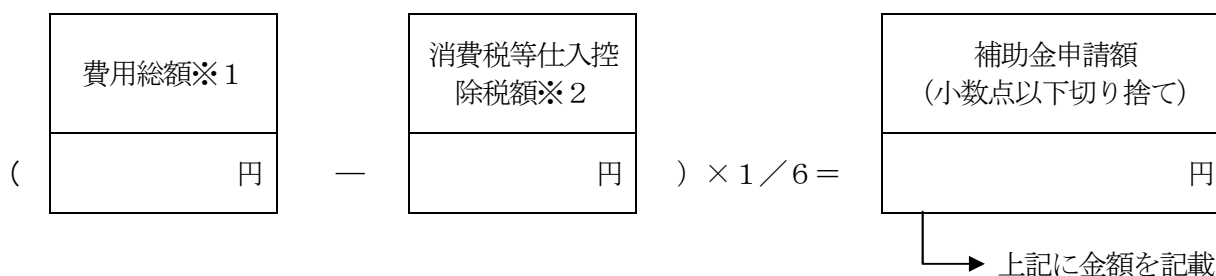 費用総額※１
消費税等仕入控
除税額※２
補助金申請額
（小数点以下切り捨て）
（ 円 － 円 ）×１／６＝ 円
上記に金額を記載